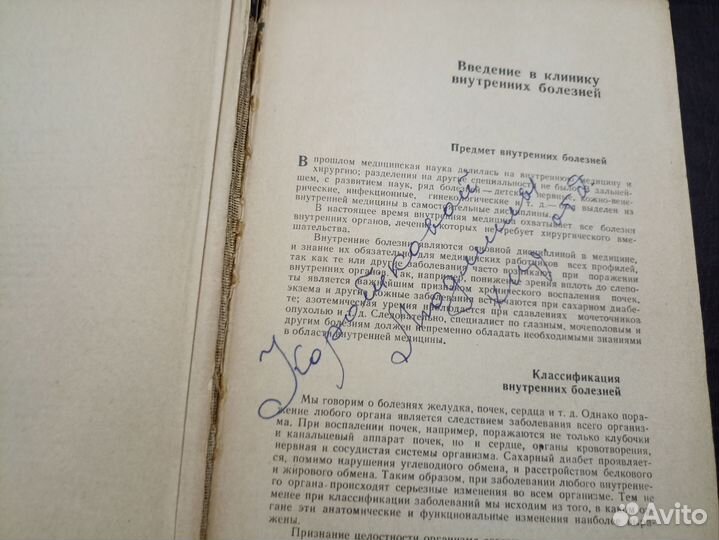 Введение в клинику
внутренних болезней
Предмет внутренних болезней
В прошлом медицинская наука делилась на внутреннюю медицину и
хирургию; разделения на другие специальности не было. В дальней-
шем, с развитием наук, ряд болезней — детские, нервные, кожно-вене-
рические, инфекционные, гинекологические и т. д. — был выделен из
внутренней медицины в самостоятельные дисциплины.
В настоящее время внутренняя медицина охватывает все болезни
внутренних органов, лечение которых не требует хирургического вме-
шательства.
Внутренние болезни являются основной дисциплиной в медицине,
и знание их обязательно для медицинских работников всех профилей,
так как те или другие заболевания часто возникают при поражении
внутренних органов. Так, например, понижение зрения вплоть до слепо-
ты является важнейшим признаком хронического воспаления почек,
экзема и другие кожные заболевания встречаются при сахарном диабе-
те; азотемическая уремия наблюдается при сдавлениях мочеточников
опухолью и т. д. Следовательно, специалист по глазным, мочеполовым и
другим болезням должен непременно обладать необходимыми знаниями
в области внутренней медицины.
Коротковой
Классификация
внутренних болезней
Мы говорим о болезнях желудка, почек, сердца и т. д. Однако пора-
жение любого органа является следствием заболевания всего организ-
ма. При воспалении почек, например, поражаются не только клубочки
и канальцевый аппарат почек, но и сердце, органы кроветворения,
нервная и сосудистая системы организма. Сахарный диабет проявляет-
ся, помимо нарушения углеводного обмена, и расстройством белкового
и жирового обмена. Таким образом, при заболевании любого внутрен-
него органа происходят серьезные изменения во всем организме. Тем не
менее при классификации заболеваний мы исходим из того, в каком ор-
гане эти анатомические и функциональные изменения наиболее выра-
жены.
Признание целостности организма
Avito